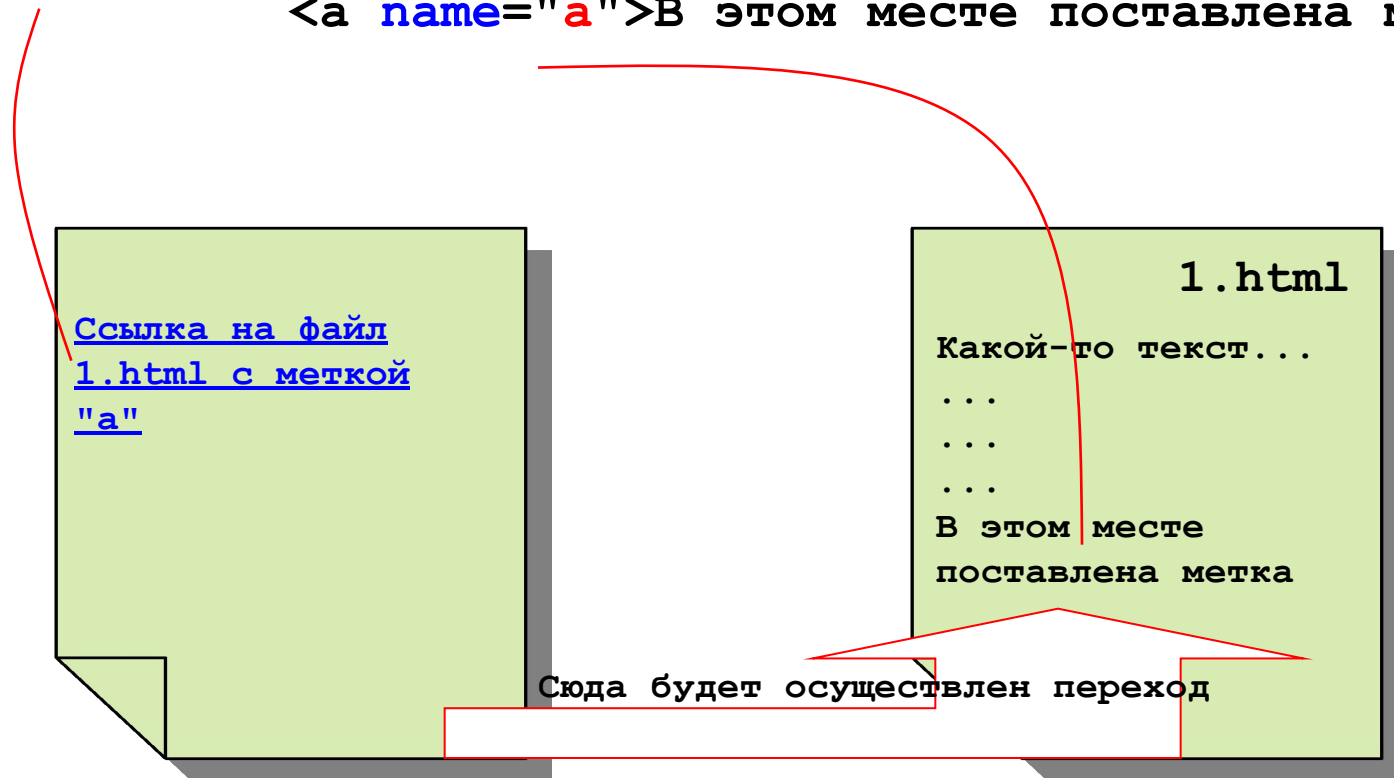 <a name="a">В этом месте поставлена
Ссылка на файл
1.html с меткой
"a"
1.html
Какой-то текст...
...
...
...
В этом месте
поставлена метка
Сюда будет осуществлен переход